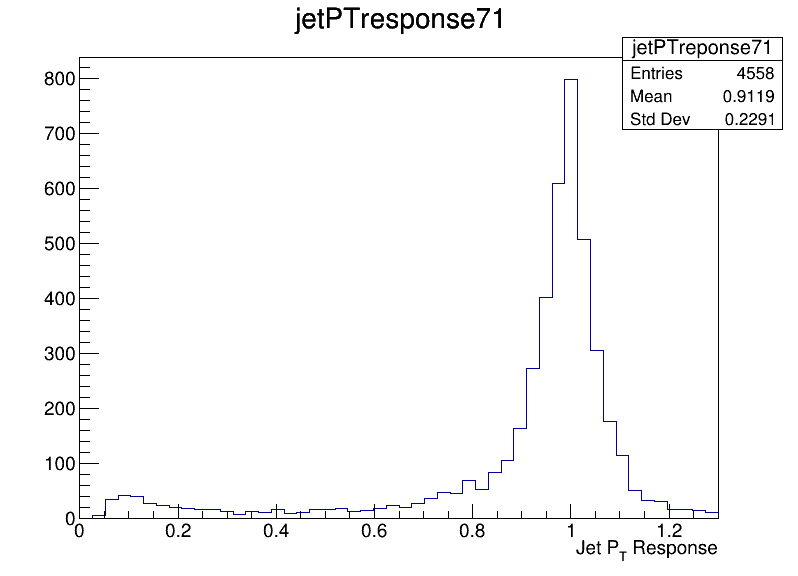 jetPTresponse71
jetPTreponse71
Entries 4558
Mean 0.9119
Std Dev 0.2291
800
700
600
500
400
300
200
100
0
0 0.2 0.4 0.6 0.8 1 1.2
Jet PT Response